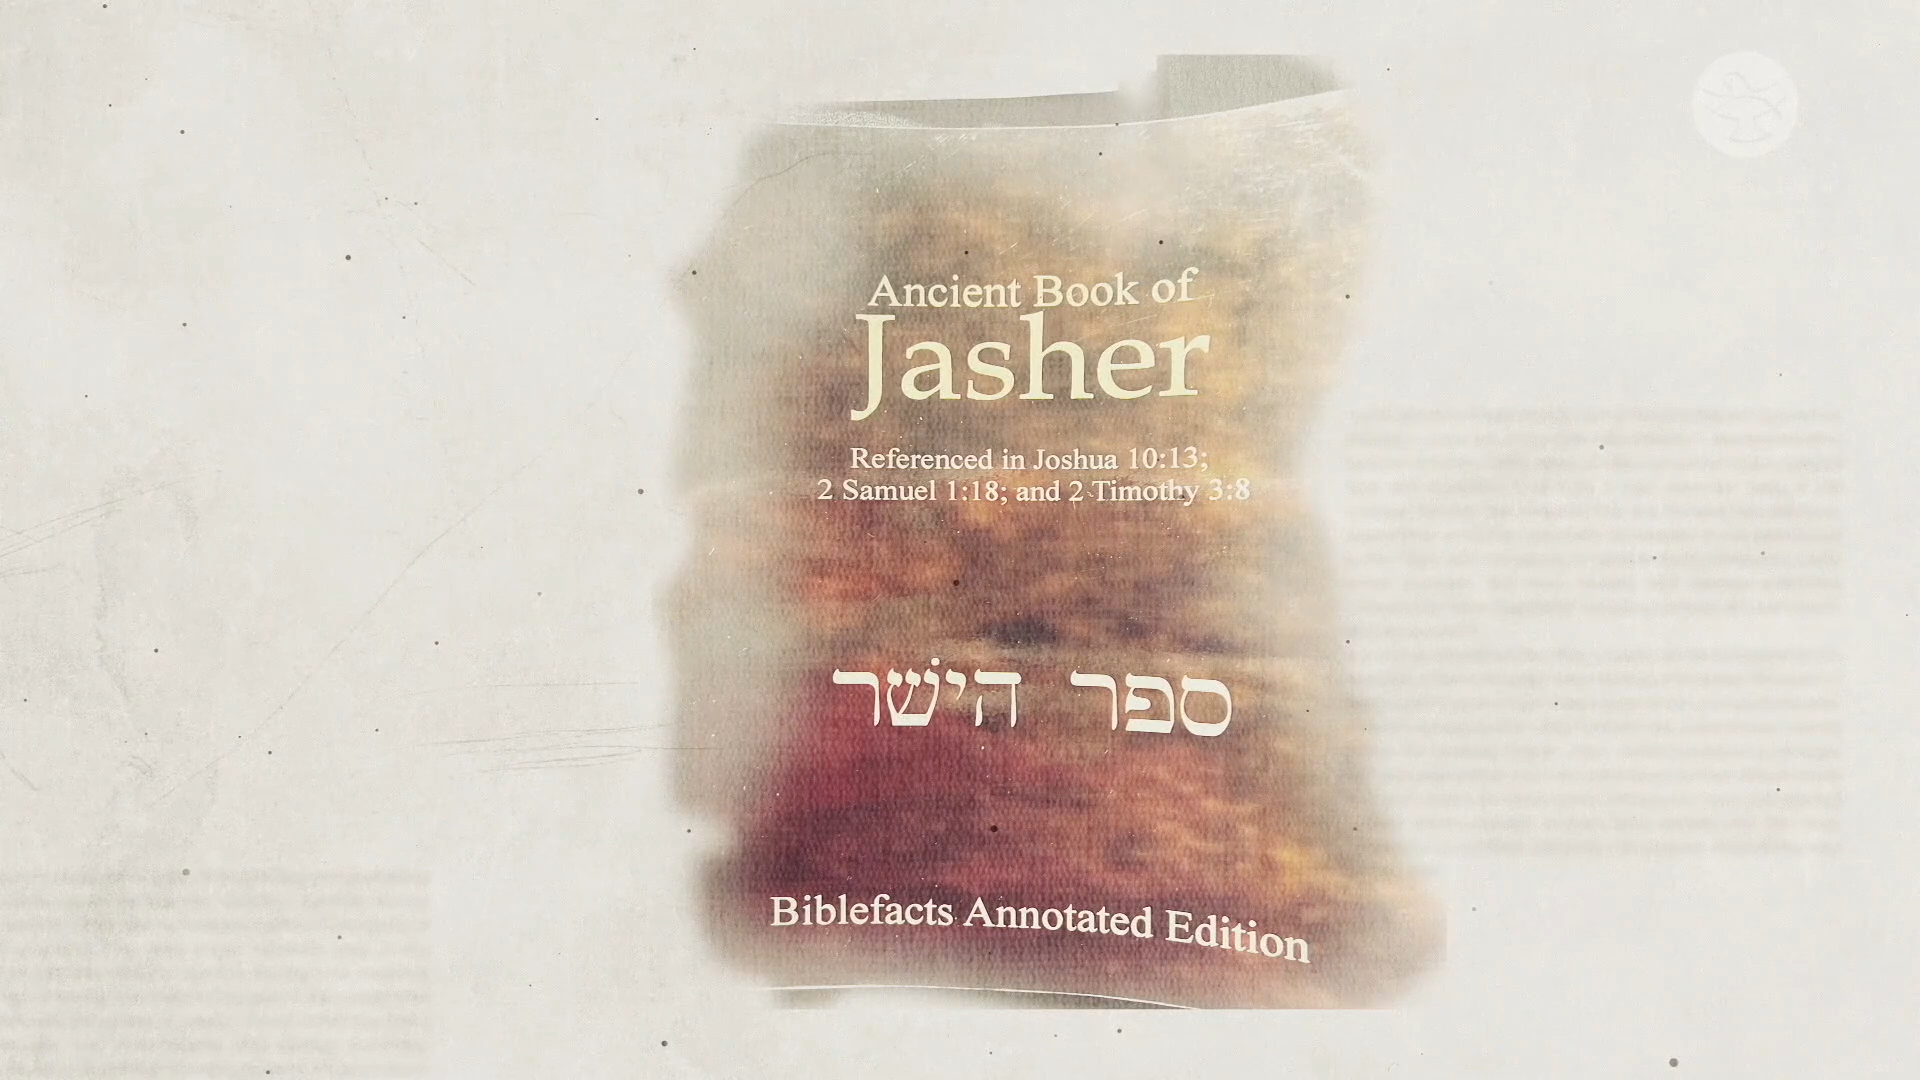 Ancient Book of
Jasher
Referenced in Joshua 10:13;
2 Samuel 1:18; and 2 Timothy 3:8
ספר הישׁר
Biblefacts Annotated Edition